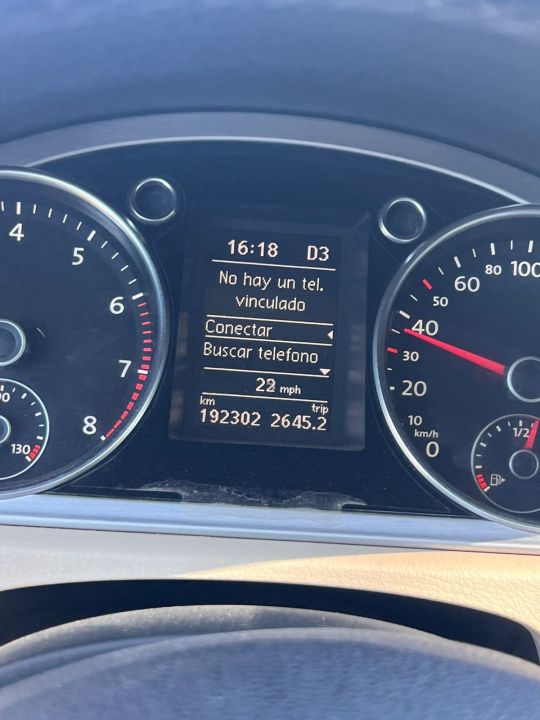 16:18 D3
No hay un tel.
vinculado
Conectar
Buscar telefono
22 mph
km trip
192302 2645.2
4
5
6
7
8
130
100
80
60
50
40
30
20
10
km/h
0
1/2